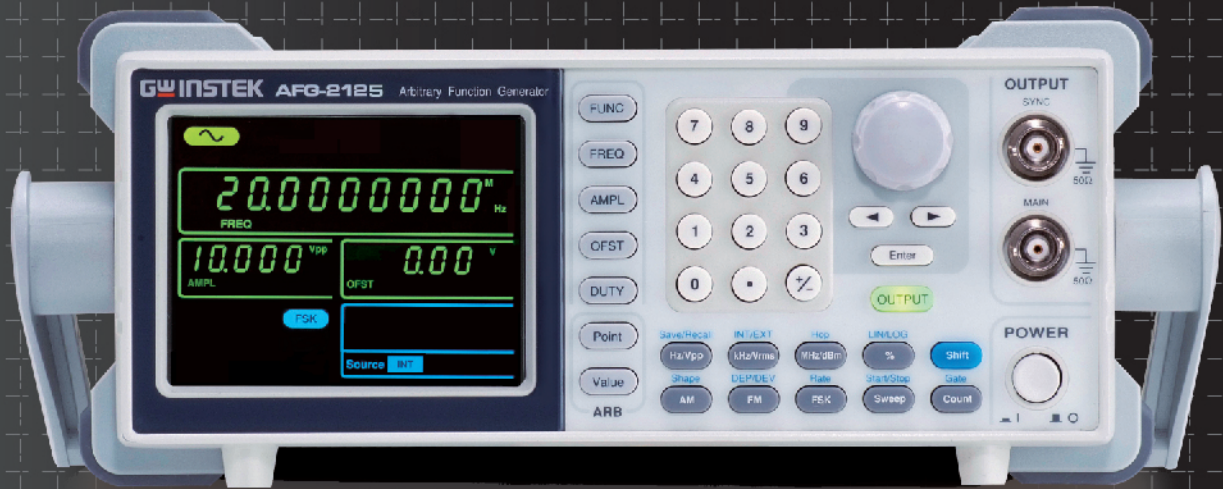 GWINSTEK AFG-2125 Arbitrary Function Generator
20.0000000 M Hz
FREQ
10.000 Vpp
AMPL
0.00 V
OFST
FSK
Source INT
FUNC
FREQ
AMPL
OFST
DUTY
Point
Value
ARB
7 8 9
4 5 6
1 2 3
0 • +/-
◄ ►
Enter
OUTPUT
Save/Recall INT/EXT Hop LIN/LOG
Hz/Vpp kHz/Vrms MHz/dBm % Shift
Shape DEP/DEV Rate Start/Stop Gate
AM FM FSK Sweep Count
OUTPUT
SYNC
50Ω
MAIN
50Ω
POWER
I O